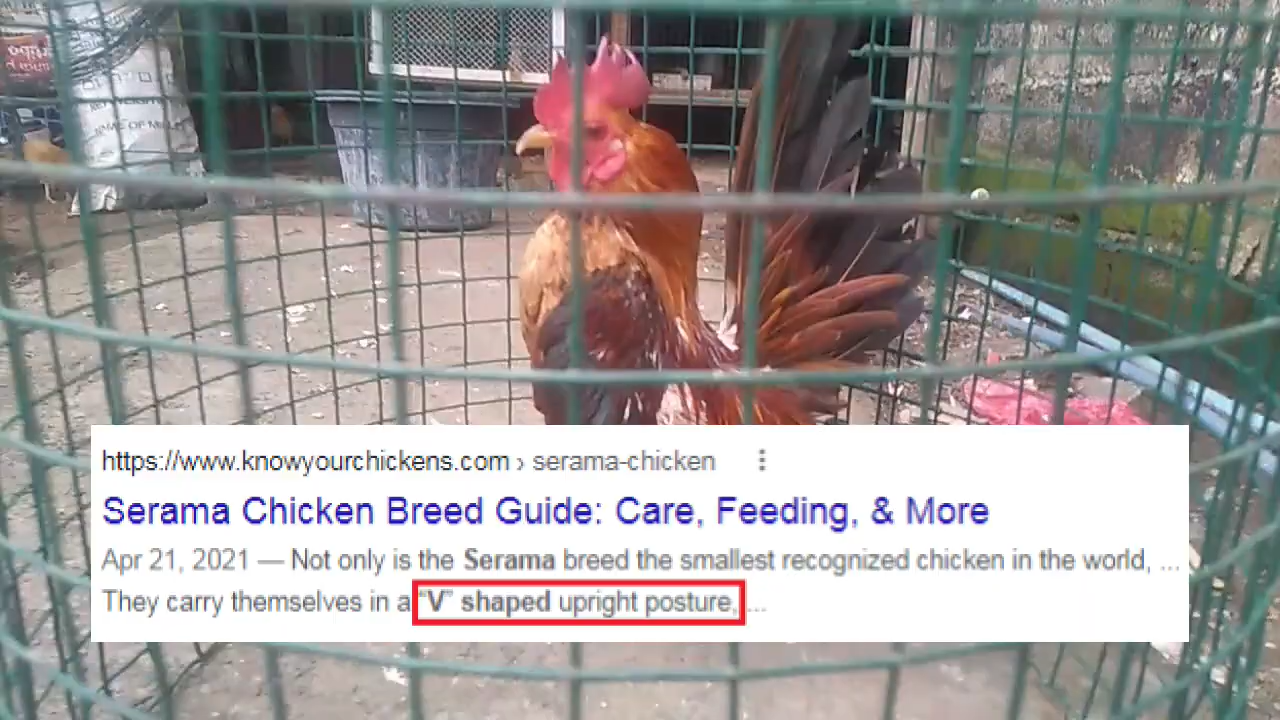 https://www.knowyourchickens.com › serama-chicken
Serama Chicken Breed Guide: Care, Feeding, & More
Apr 21, 2021 — Not only is the Serama breed the smallest recognized chicken in the world, ...
They carry themselves in a “V” shaped upright posture, ...